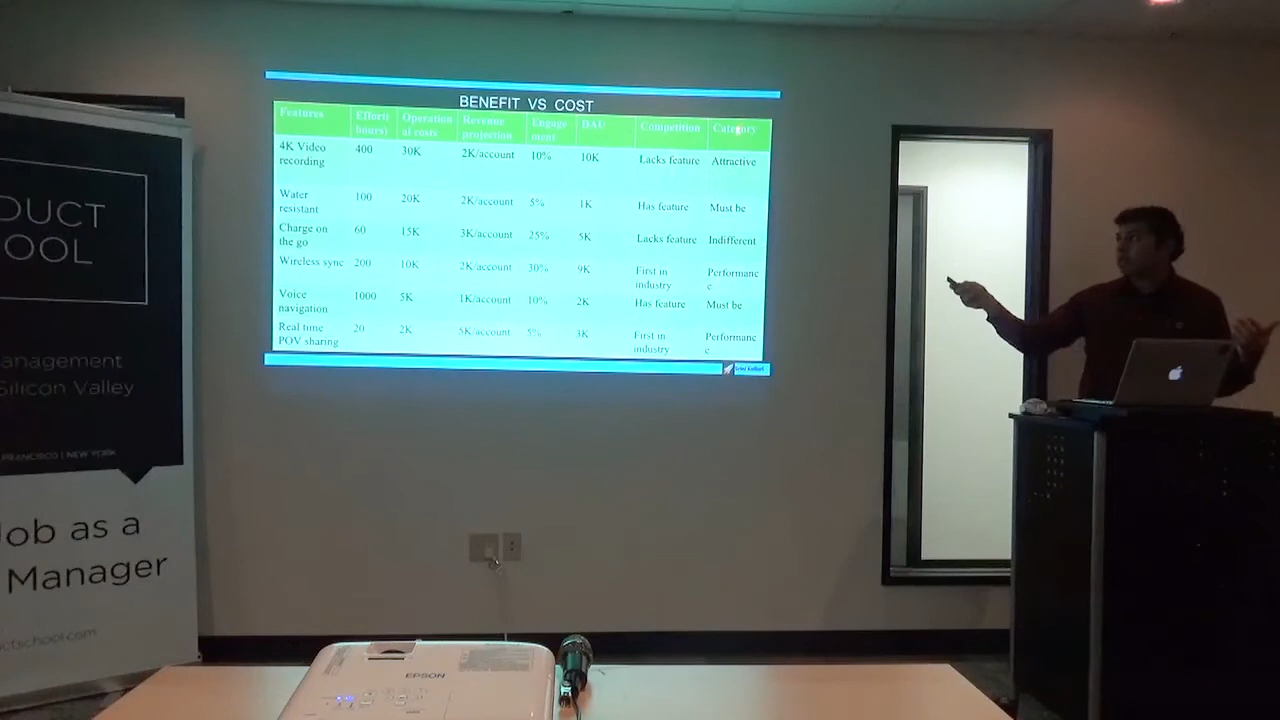 BENEFIT VS COST
Features Effort( hours) Operation al costs Revenue projection Engage ment DAU Competition Category
4K Video recording 400 30K 2K/account 10% 10K Lacks feature Attractive
Water resistant 100 20K 2K/account 5% 1K Has feature Must be
Charge on the go 60 15K 3K/account 25% 5K Lacks feature Indifferent
Wireless sync 200 10K 2K/account 30% 9K First in industry Performanc e
Voice navigation 1000 5K 1K/account 10% 2K Has feature Must be
Real time POV sharing 20 2K 5K/account 5% 3K First in industry Performanc e
DUCT
OOL
anagement
Silicon Valley
FRANCISCO | NEW YORK
Job as a
Manager
ctschool.com
EPSON